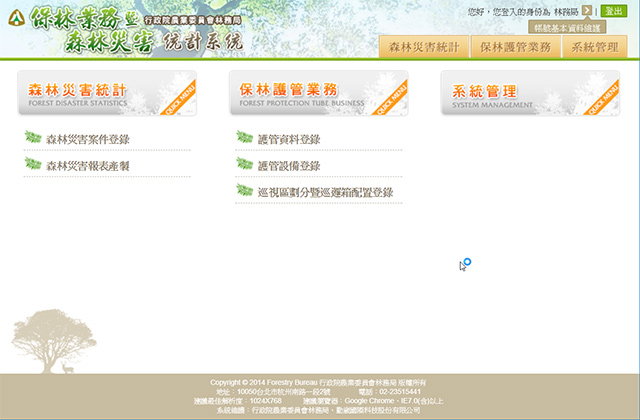 保林業務暨 行政院農業委員會林務局
森林災害 統計系統
您好，您登入的身份為 林務局 | 登出
帳號基本資料維護
森林災害統計 保林護管業務 系統管理
森林災害統計
FOREST DISASTER STATISTICS
QUICK MENU
保林護管業務
FOREST PROTECTION TUBE BUSINESS
QUICK MENU
系統管理
SYSTEM MANAGEMENT
QUICK MENU
森林災害案件登錄
森林災害報表產製
護管資料登錄
護管設備登錄
巡視區劃分暨巡邏箱配置登錄
Copyright © 2014 Forestry Bureau 行政院農業委員會林務局 版權所有
地址：10050台北市杭州南路一段2號 電話：02-23515441
建議最佳解析度：1024X768 建議瀏覽器：Google Chrome、IE7.0(含)以上
系統維護：行政院農業委員會林務局、勤崴國際科技股份有限公司